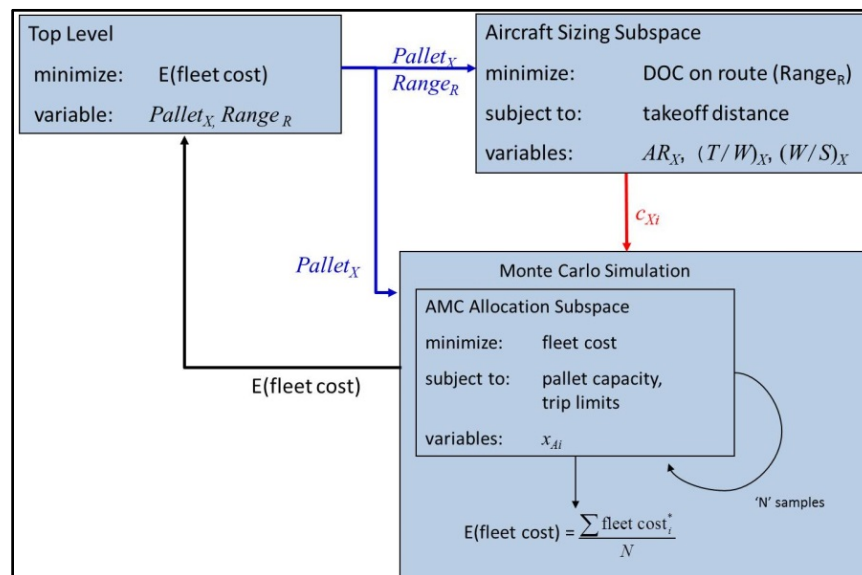 Top Level
minimize: E(fleet cost)
variable: Pallet_X, Range_R
Pallet_X
Range_R
Aircraft Sizing Subspace
minimize: DOC on route (Range_R)
subject to: takeoff distance
variables: AR_X, (T/W)_X, (W/S)_X
c_Xi
Pallet_X
E(fleet cost)
Monte Carlo Simulation
AMC Allocation Subspace
minimize: fleet cost
subject to: pallet capacity,
trip limits
variables: x_Ai
'N' samples
E(fleet cost) = ∑ fleet cost*_i / N